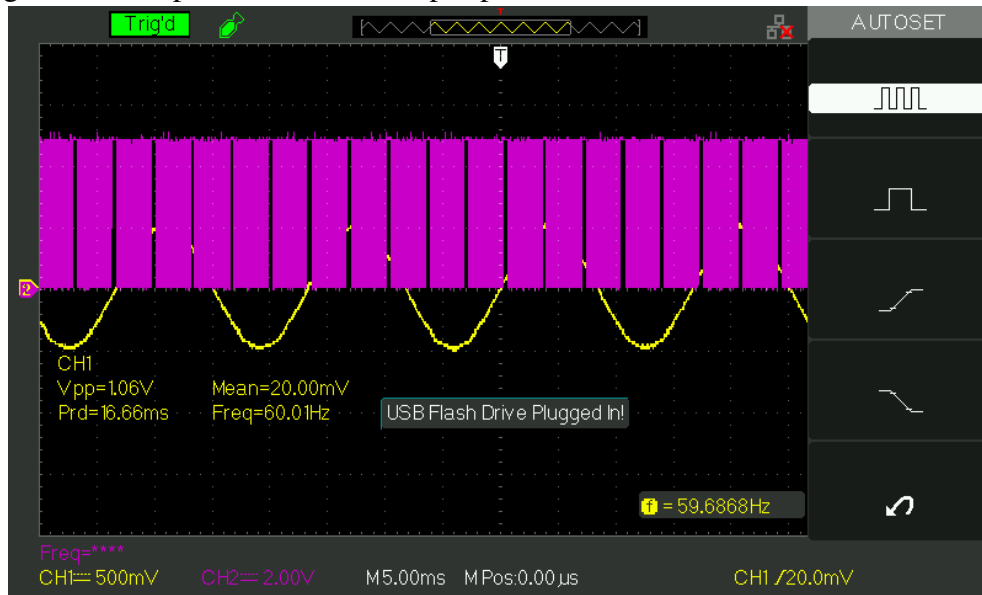 Trig'd
T
T
AUTOSET
2
CH1
Vpp=1.06V Mean=20.00mV
Prd=16.66ms Freq=60.01Hz
USB Flash Drive Plugged In!
f = 59.6868Hz
Freq=****
CH1 500mV CH2 2.00V M5.00ms MPos:0.00µs CH1 /20.0mV